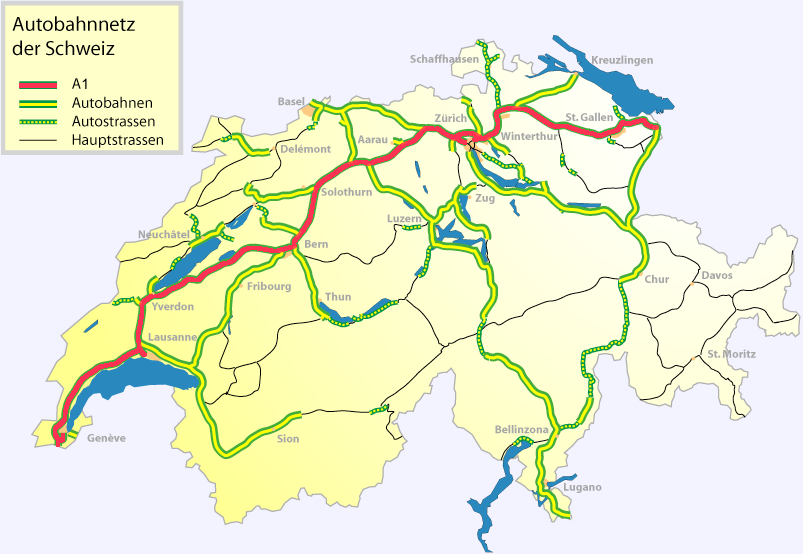 Autobahnnetz
der Schweiz
A1
Autobahnen
Autostrassen
Hauptstrassen
Schaffhausen
Kreuzlingen
Basel
Zürich
St. Gallen
Winterthur
Aarau
Delémont
Solothurn
Zug
Luzern
Neuchâtel
Bern
Chur
Davos
Fribourg
Thun
Yverdon
Lausanne
St. Moritz
Bellinzona
Genève
Sion
Lugano